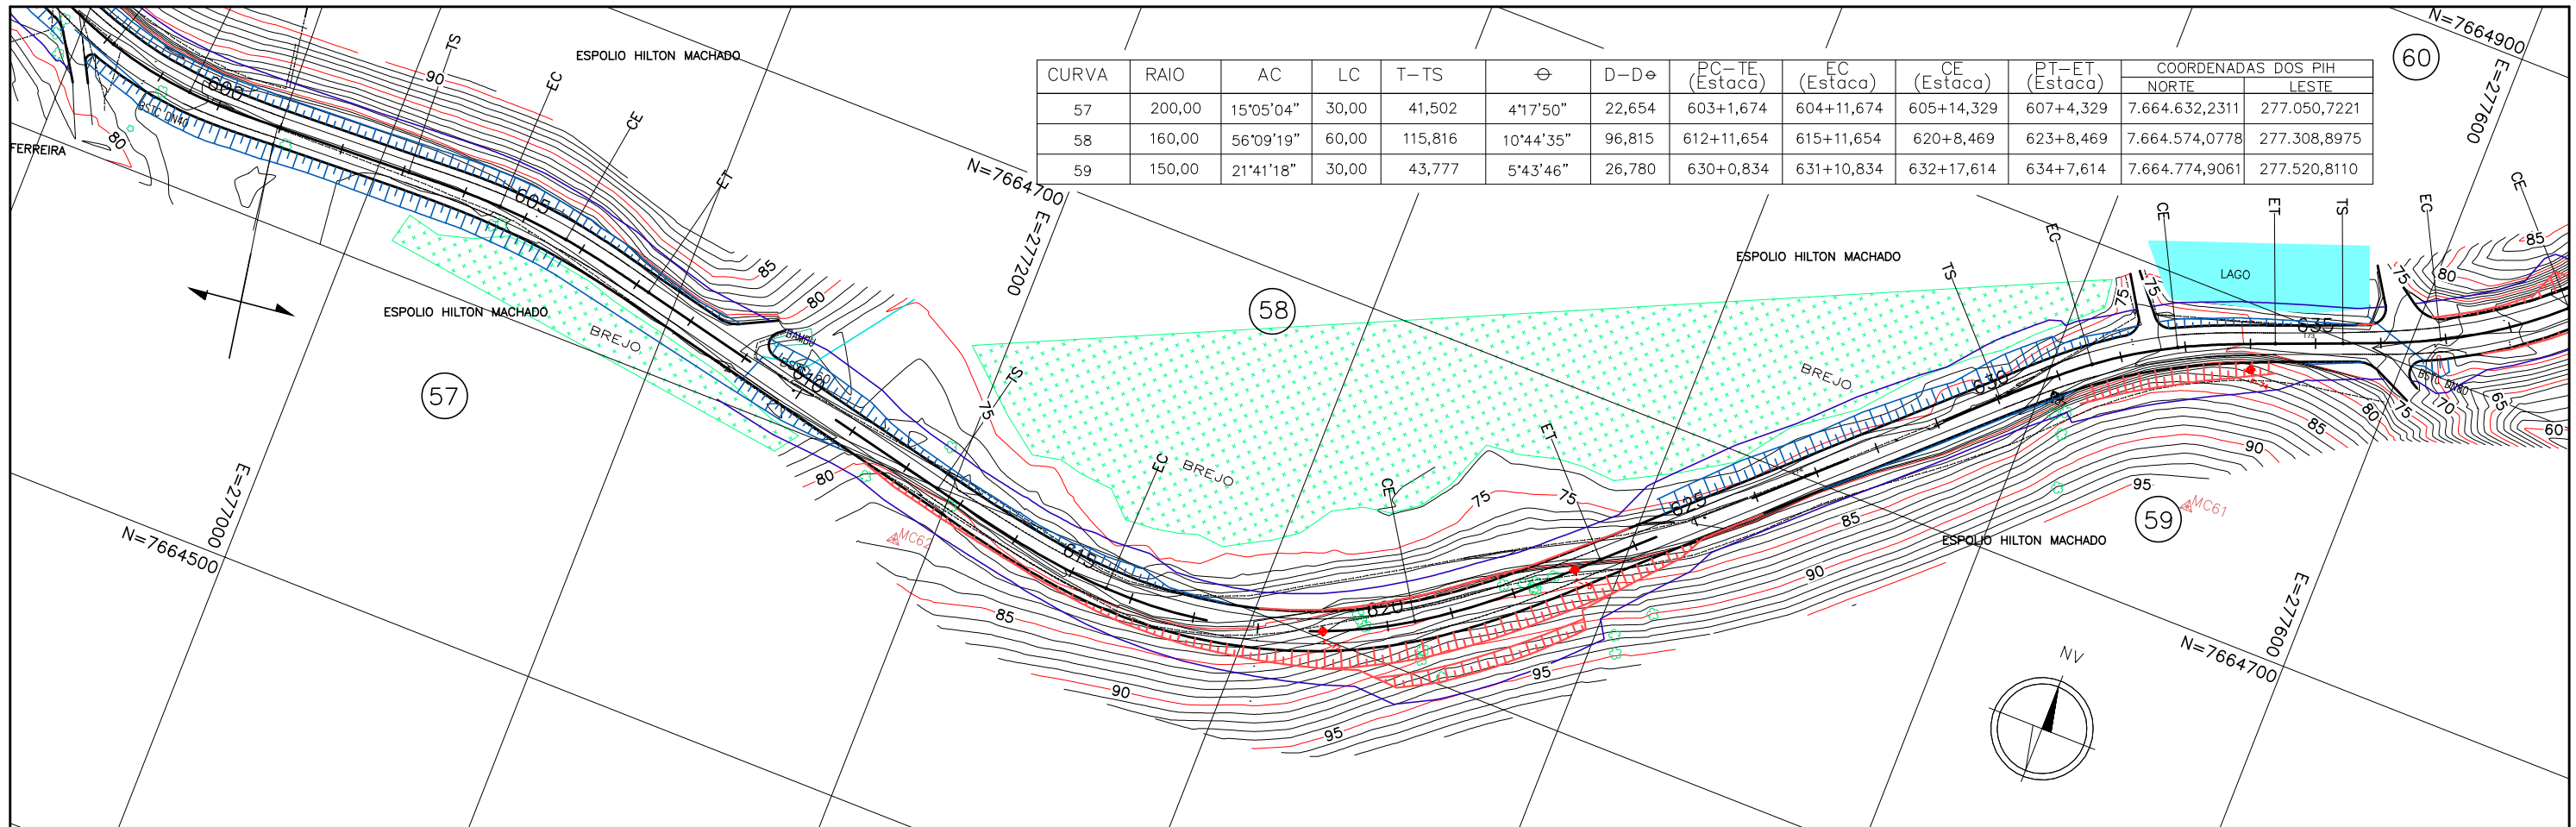 N=7664900
60
E=277600
ESPOLIO HILTON MACHADO
TS
EC
CE
ET
90
600
BSTC DN40
80
FERREIRA
605
CURVA RAIO AC LC T-TS ϴ D-Dϴ PC-TE (Estaca) EC (Estaca) CE (Estaca) PT-ET (Estaca) COORDENADAS DOS PIH
NORTE LESTE
57 200,00 15°05'04" 30,00 41,502 4°17'50" 22,654 603+1,674 604+11,674 605+14,329 607+4,329 7.664.632,2311 277.050,7221
58 160,00 56°09'19" 60,00 115,816 10°44'35" 96,815 612+11,654 615+11,654 620+8,469 623+8,469 7.664.574,0778 277.308,8975
59 150,00 21°41'18" 30,00 43,777 5°43'46" 26,780 630+0,834 631+10,834 632+17,614 634+7,614 7.664.774,9061 277.520,8110
N=7664700
E=277200
85
80
ESPOLIO HILTON MACHADO
BREJO
57
BAMBU
610
58
ESPOLIO HILTON MACHADO
TS
EC
CE
ET
TS
EC
CE
LAGO
75
75
75
80
85
635
BSTC DN80
75
70
65
60
80
85
90
95
BREJO
630
TS
75
80
E=277000
N=7664500
MC62
BREJO
EC
CE
ET
75
75
615
620
625
85
90
95
95
85
90
59
MC61
ESPOLIO HILTON MACHADO
E=277600
N=7664700
NV